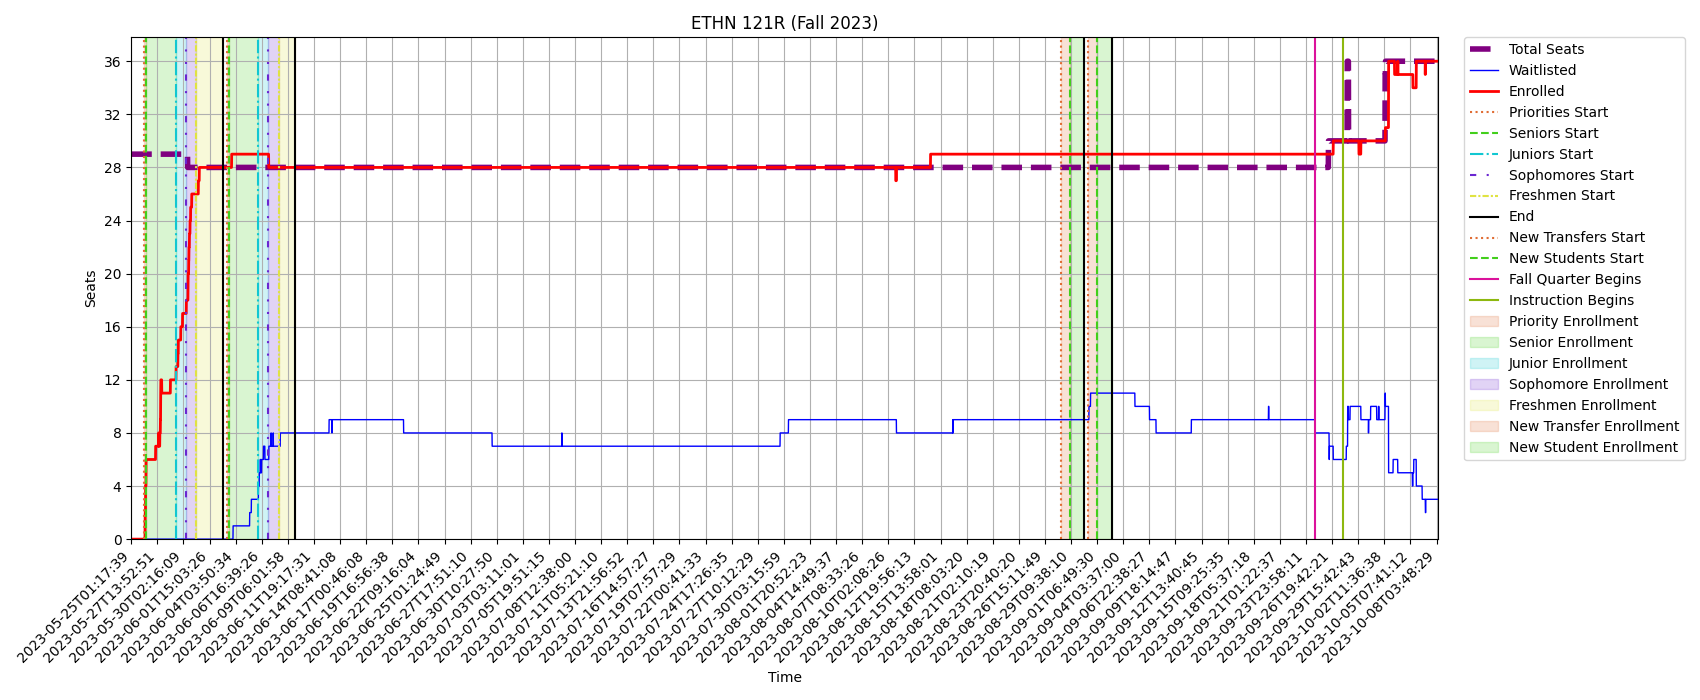 ETHN 121R (Fall 2023)
Seats
36
32
28
24
20
16
12
8
4
0
2023-05-25T01:17:39
2023-05-27T13:52:51
2023-05-30T02:16:09
2023-06-01T15:03:26
2023-06-04T03:50:34
2023-06-06T16:39:26
2023-06-09T06:01:58
2023-06-11T19:17:31
2023-06-14T08:41:08
2023-06-17T00:46:08
2023-06-19T16:56:38
2023-06-22T09:16:04
2023-06-25T01:24:49
2023-06-27T17:51:10
2023-06-30T10:27:50
2023-07-03T03:11:01
2023-07-05T19:51:15
2023-07-08T12:38:00
2023-07-11T05:21:10
2023-07-13T21:56:52
2023-07-16T14:57:27
2023-07-19T07:57:29
2023-07-22T00:41:33
2023-07-24T17:26:35
2023-07-27T10:12:29
2023-07-30T03:15:59
2023-08-01T20:52:23
2023-08-04T14:49:37
2023-08-07T08:33:26
2023-08-10T02:08:26
2023-08-12T19:56:13
2023-08-15T13:58:01
2023-08-18T08:03:20
2023-08-21T02:10:19
2023-08-23T20:40:20
2023-08-26T15:11:49
2023-08-29T09:38:10
2023-09-01T06:49:30
2023-09-04T03:37:00
2023-09-06T22:38:27
2023-09-09T18:14:47
2023-09-12T13:40:45
2023-09-15T09:25:35
2023-09-18T05:37:18
2023-09-21T01:22:37
2023-09-23T23:58:11
2023-09-26T19:42:21
2023-09-29T15:42:43
2023-10-02T11:36:38
2023-10-05T07:41:12
2023-10-08T03:48:29
Time
Total Seats
Waitlisted
Enrolled
Priorities Start
Seniors Start
Juniors Start
Sophomores Start
Freshmen Start
End
New Transfers Start
New Students Start
Fall Quarter Begins
Instruction Begins
Priority Enrollment
Senior Enrollment
Junior Enrollment
Sophomore Enrollment
Freshmen Enrollment
New Transfer Enrollment
New Student Enrollment